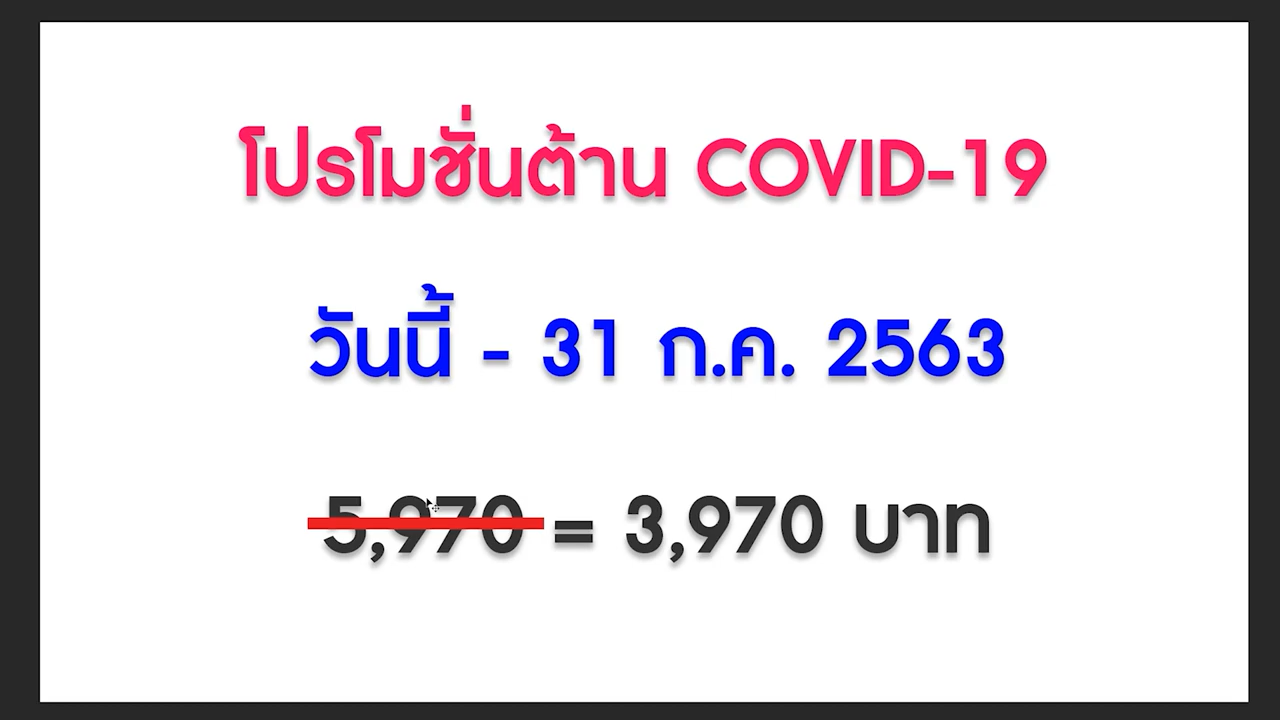 โปรโมชั่นต้าน COVID-19
วันนี้ - 31 ก.ค. 2563
5,970 = 3,970 บาท